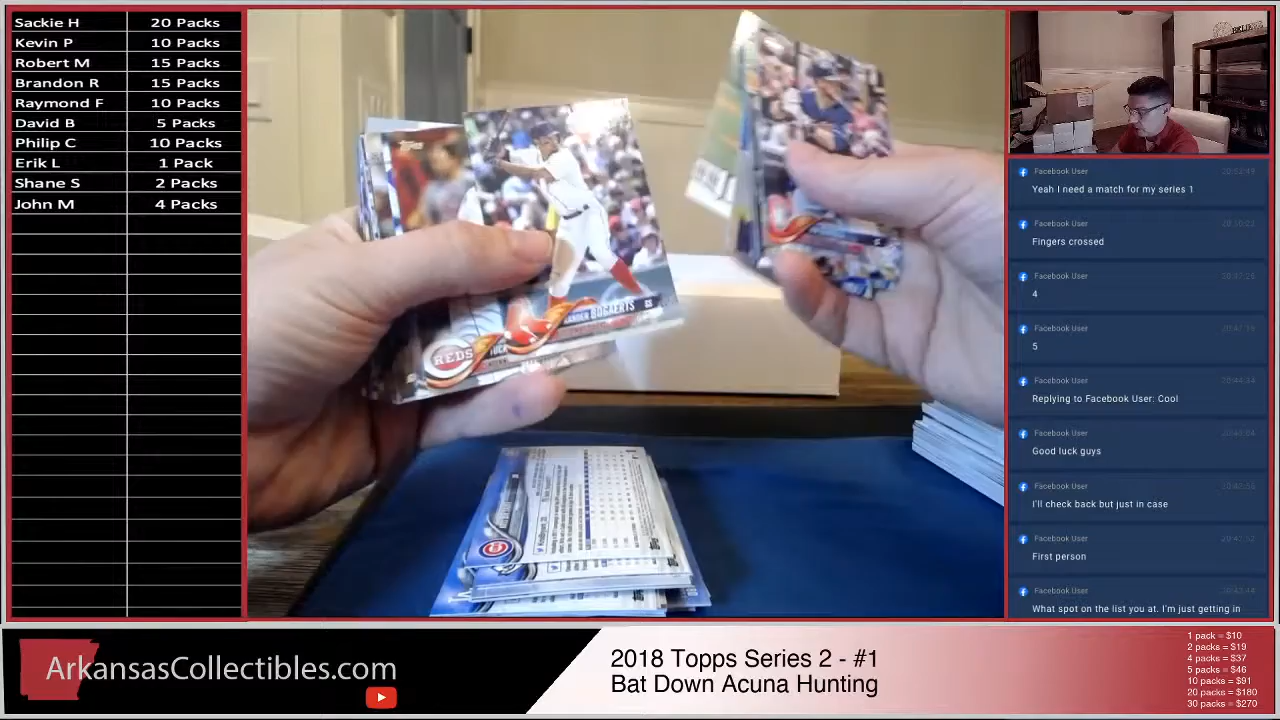 Sackie H 20 Packs
Kevin P 10 Packs
Robert M 15 Packs
Brandon R 15 Packs
Raymond F 10 Packs
David B 5 Packs
Philip C 10 Packs
Erik L 1 Pack
Shane S 2 Packs
John M 4 Packs
Topps
BOGAERTS
REDS
Facebook User
Yeah I need a match for my series 1
Facebook User
Fingers crossed
Facebook User
4
Facebook User
5
Facebook User
Replying to Facebook User: Cool
Facebook User
Good luck guys
Facebook User
I'll check back but just in case
Facebook User
First person
Facebook User
What spot on the list you at. I'm just getting in
ArkansasCollectibles.com
2018 Topps Series 2 - #1
Bat Down Acuna Hunting
1 pack = $10
2 packs = $19
4 packs = $37
5 packs = $46
10 packs = $91
20 packs = $180
30 packs = $270